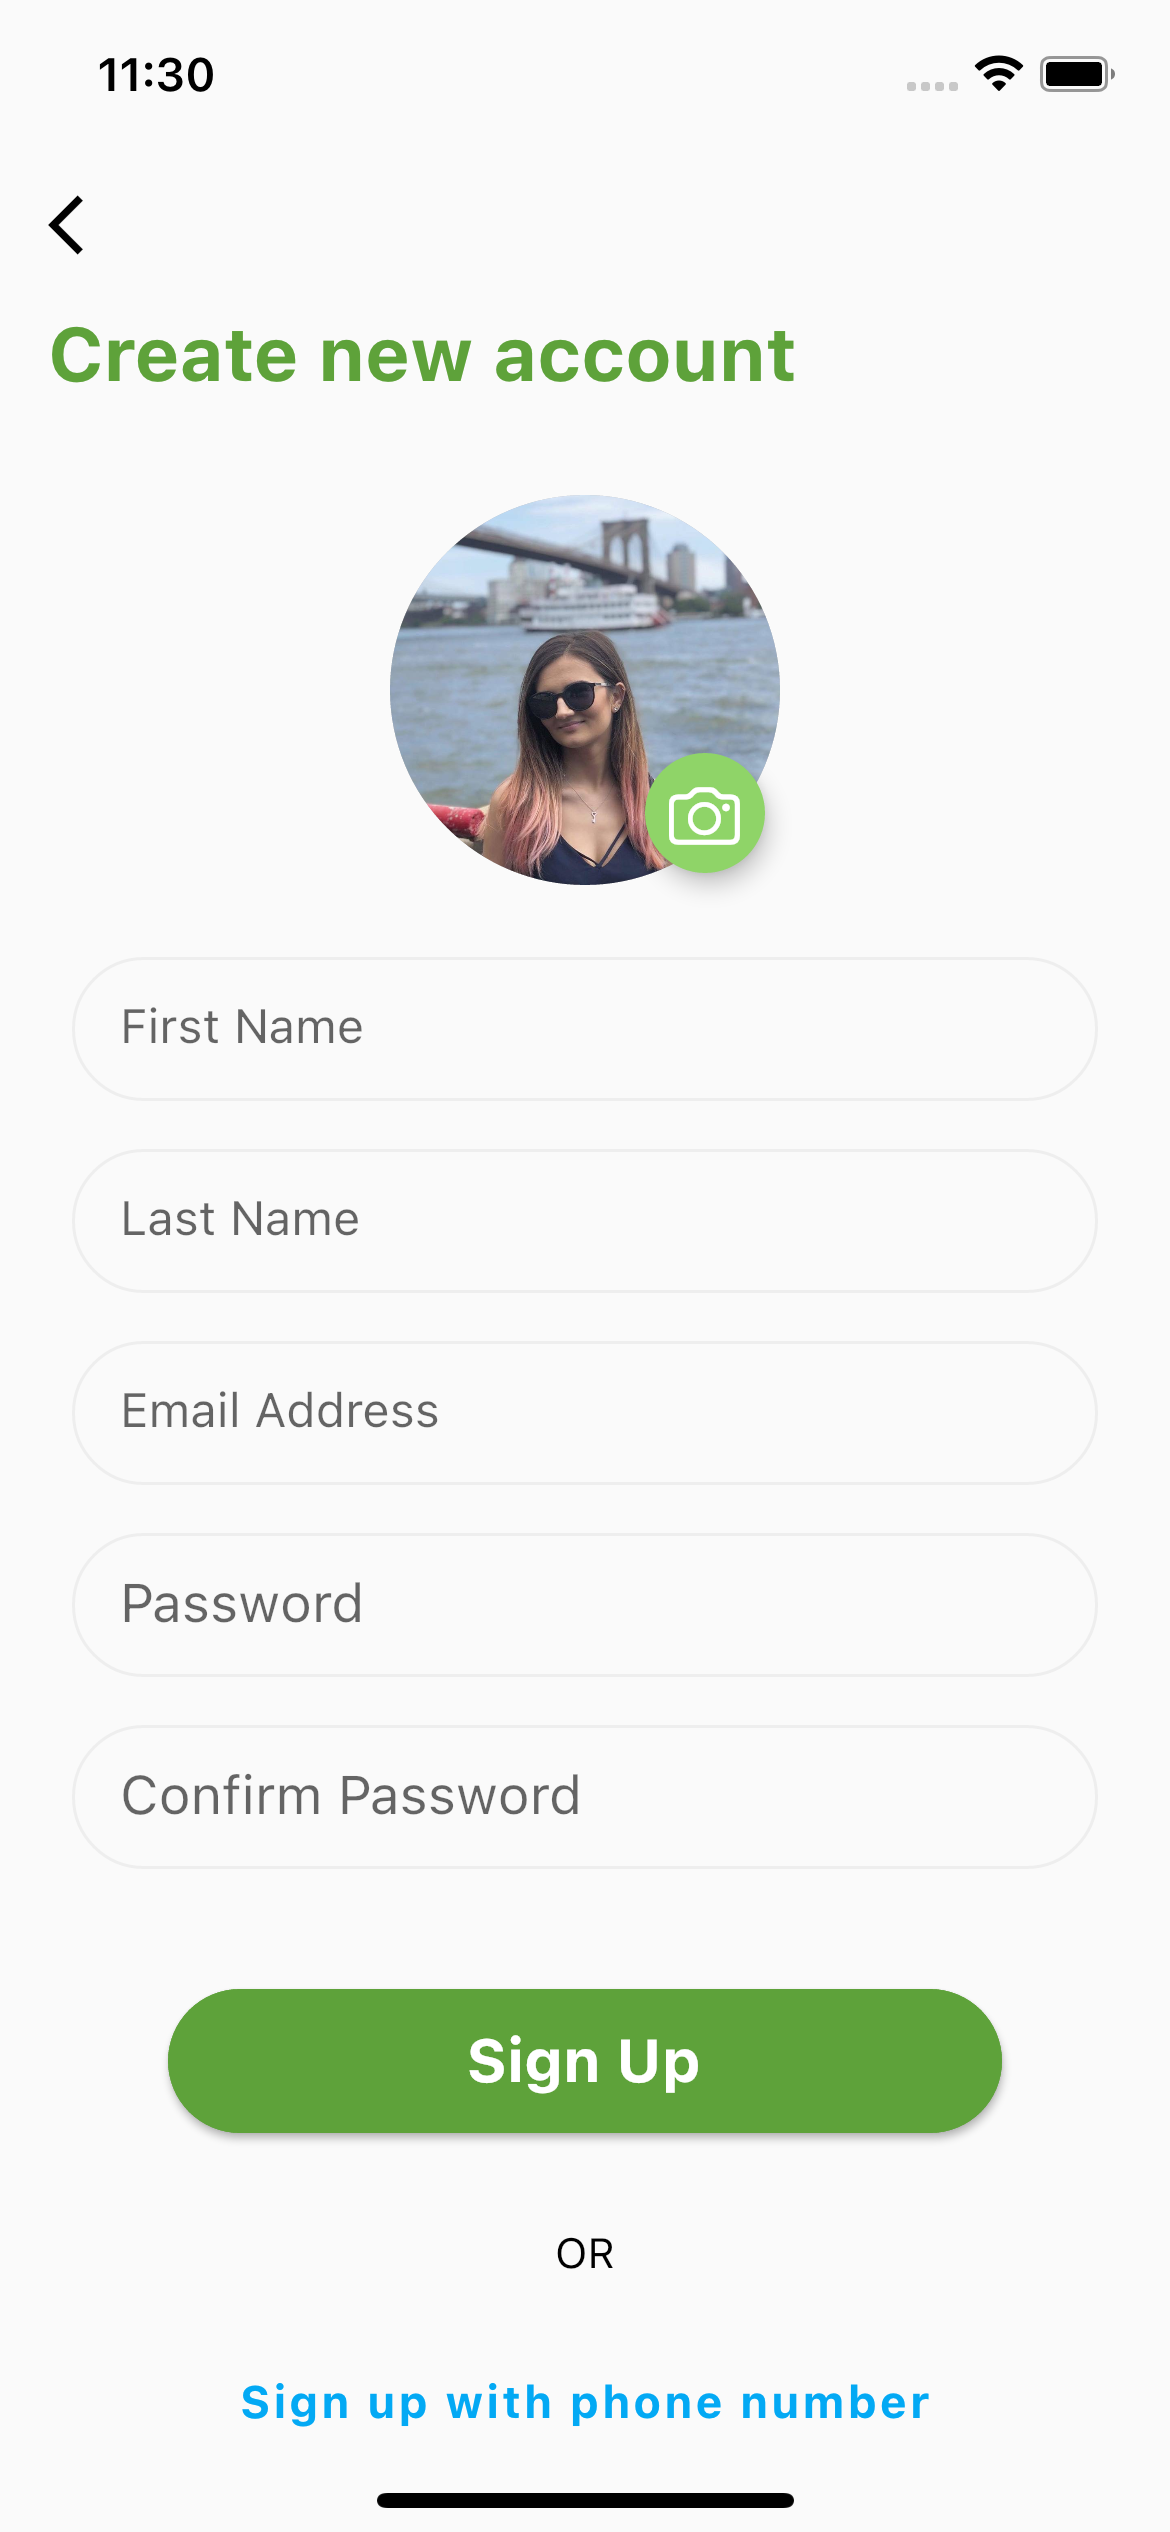 11:30
Create new account
First Name
Last Name
Email Address
Password
Confirm Password
Sign Up
OR
Sign up with phone number